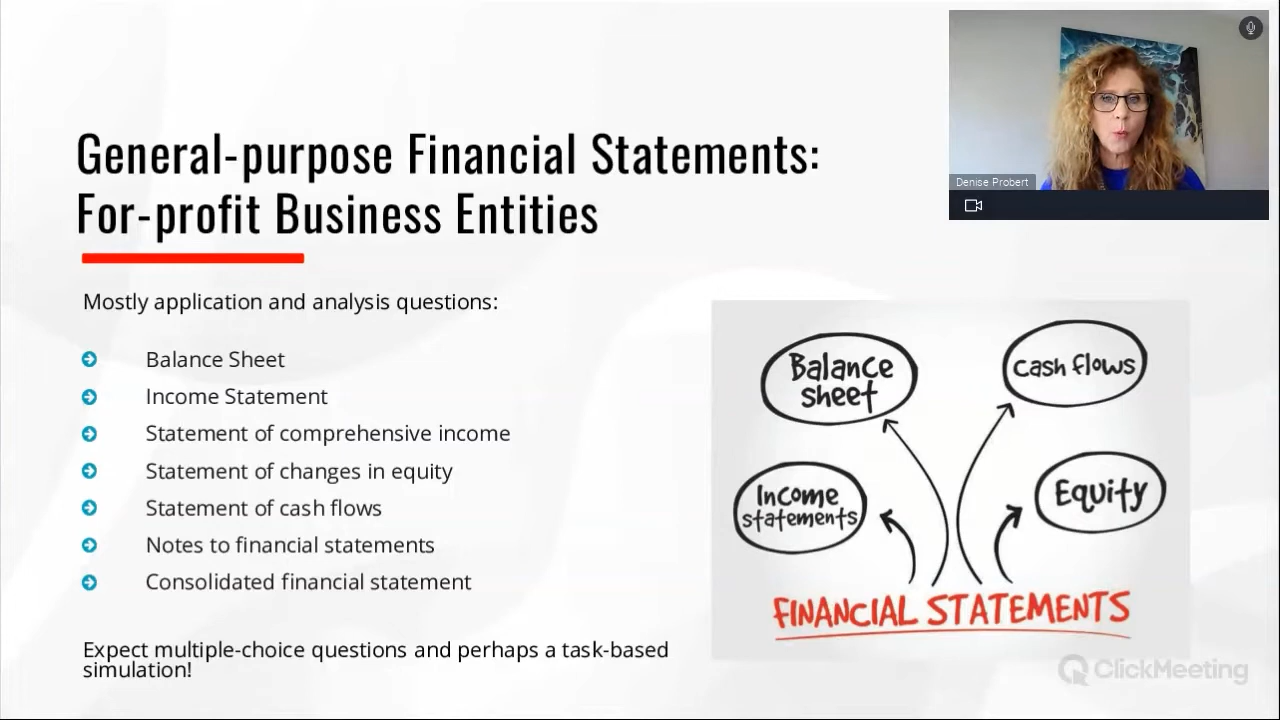 General-purpose Financial Statements:
For-profit Business Entities
Denise Probert
Mostly application and analysis questions:
Balance Sheet
Income Statement
Statement of comprehensive income
Statement of changes in equity
Statement of cash flows
Notes to financial statements
Consolidated financial statement
Expect multiple-choice questions and perhaps a task-based
simulation!
Balance
sheet
Cash flows
Income
statements
Equity
FINANCIAL STATEMENTS
ClickMeeting